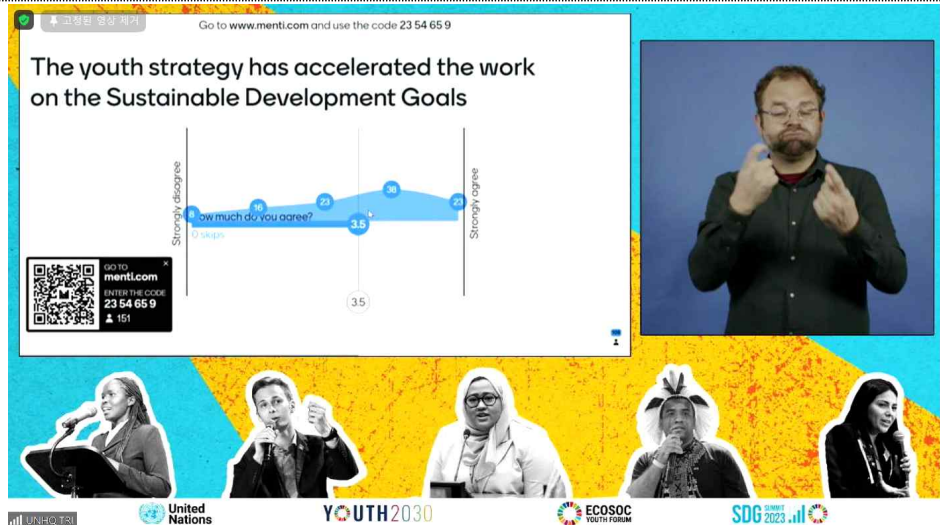 고정된 영상 제거
Go to www.menti.com and use the code 23 54 65 9
The youth strategy has accelerated the work
on the Sustainable Development Goals
Strongly disagree
8
16
23
38
23
ow much do you agree?
3.5
0 skips
Strongly agree
3.5
GO TO
menti.com
ENTER THE CODE
23 54 65 9
151
UNHQ TRI
United
Nations
YOUTH2030
ECOSOC
YOUTH FORUM
SDG SUMMIT
2023